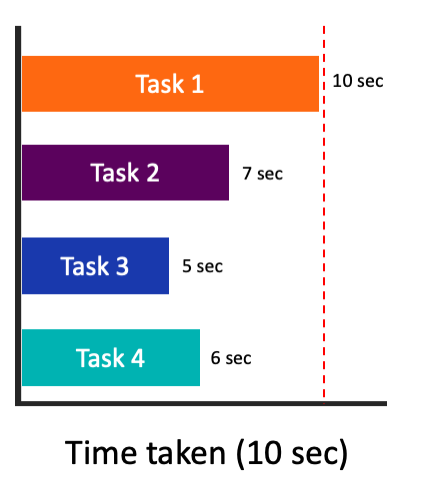 Task 1
10 sec
Task 2
7 sec
Task 3
5 sec
Task 4
6 sec
Time taken (10 sec)